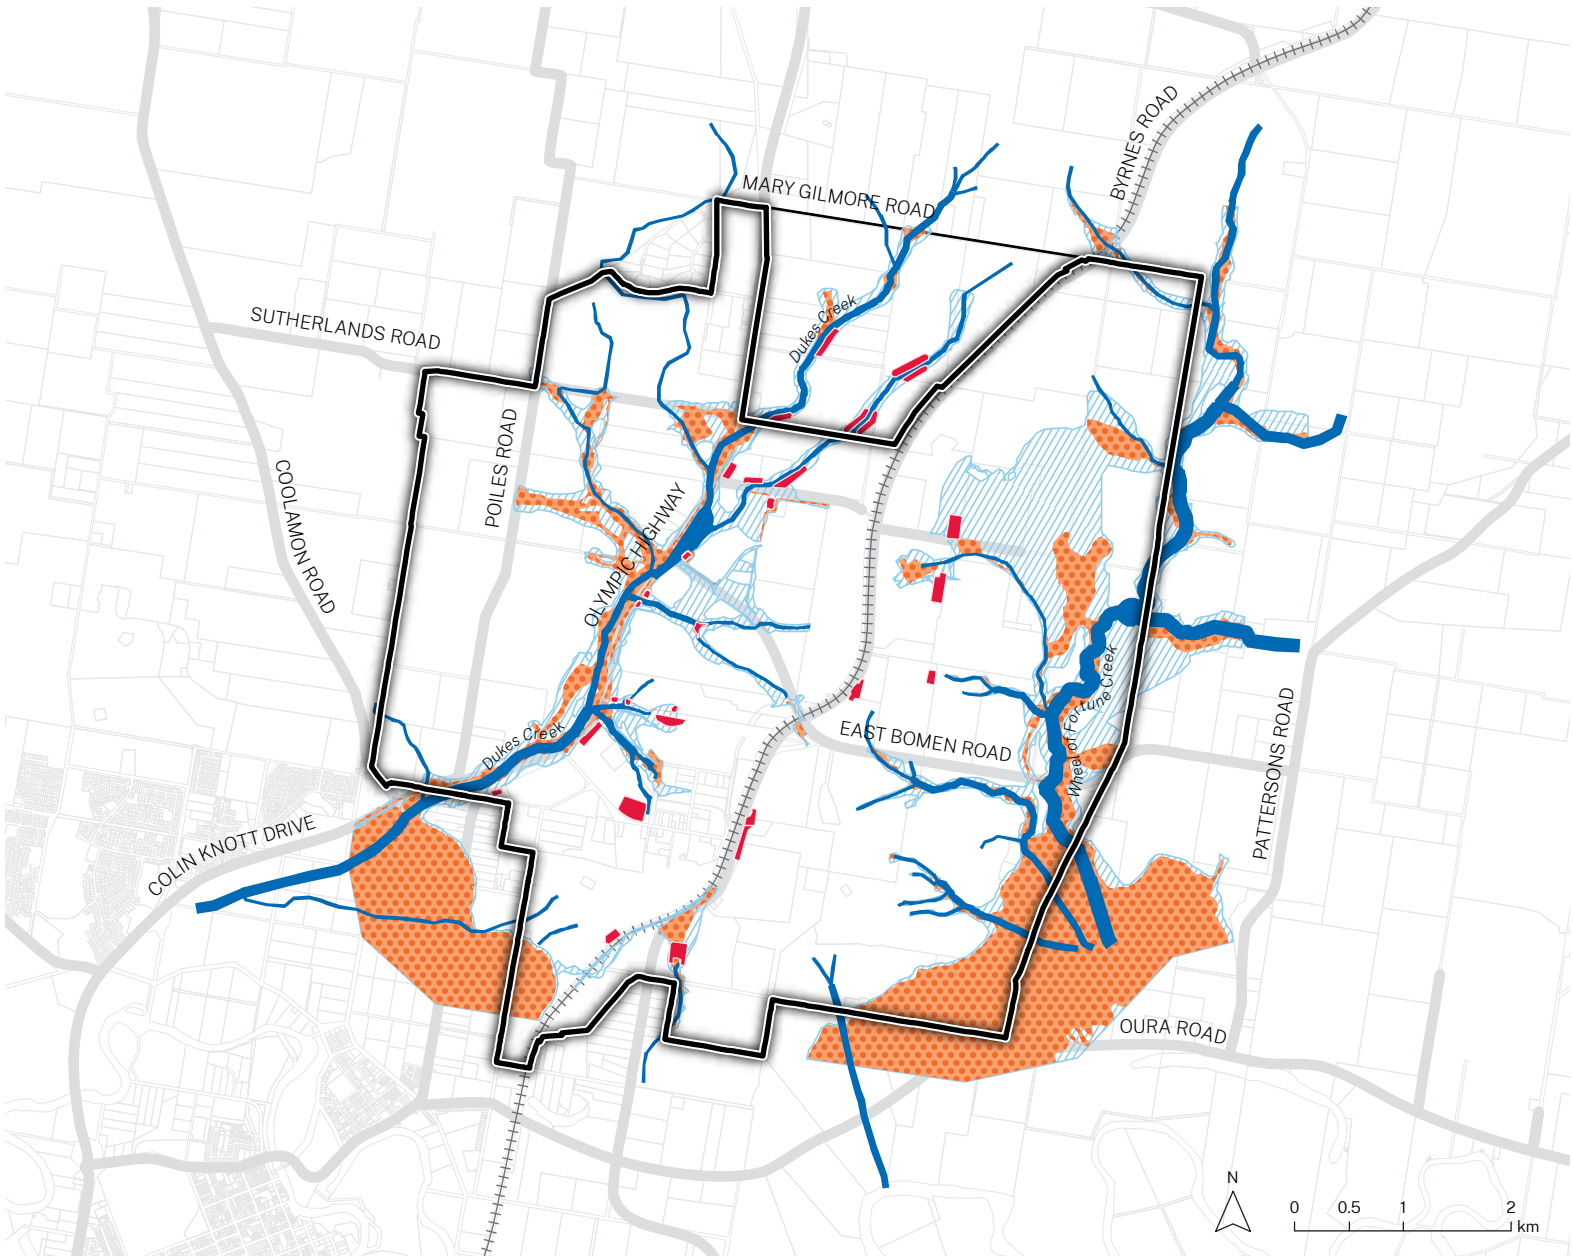 BYRNES ROAD
MARY GILMORE ROAD
SUTHERLANDS ROAD
Dukes Creek
POILES ROAD
COOLAMON ROAD
OLYMPIC HIGHWAY
Wheel of Fortune Creek
EAST BOMEN ROAD
PATTERSONS ROAD
Dukes Creek
COLIN KNOTT DRIVE
OURA ROAD
N
0 0.5 1 2
km